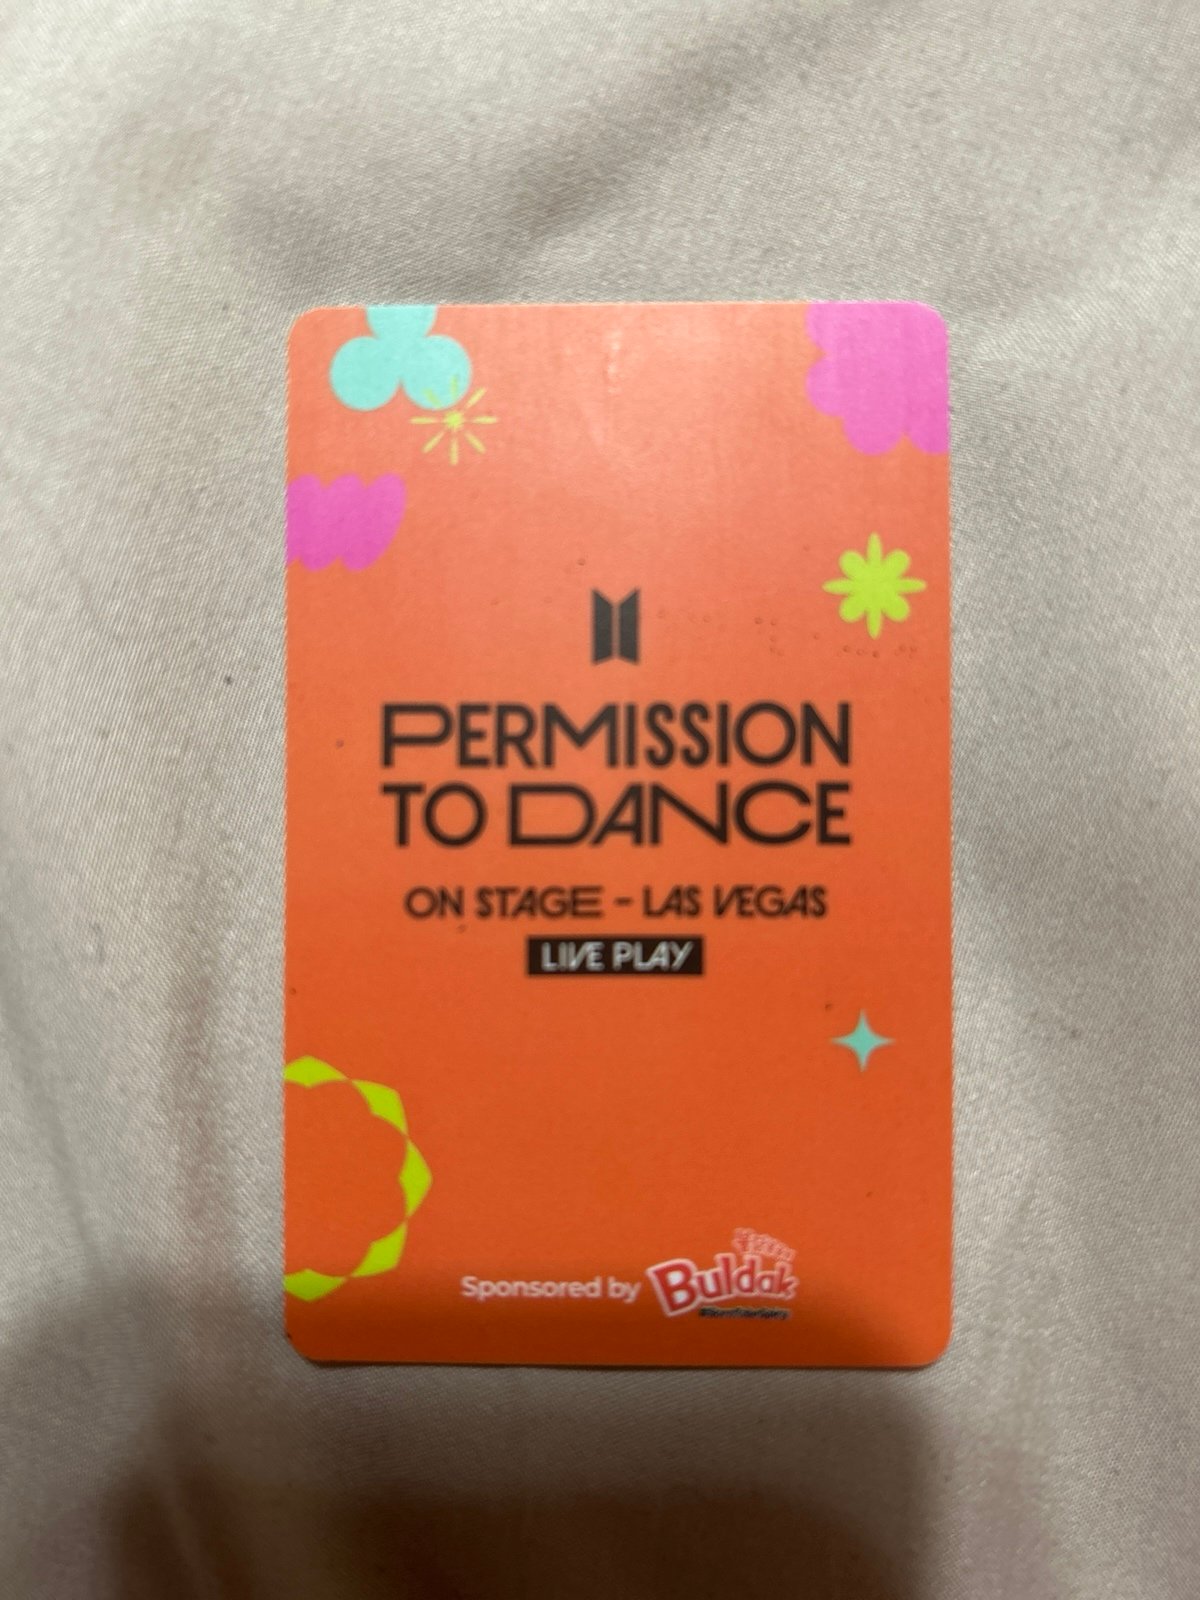 PERMISSION
TO DANCE
ON STAGE - LAS VEGAS
LIVE PLAY
Sponsored by Buldak